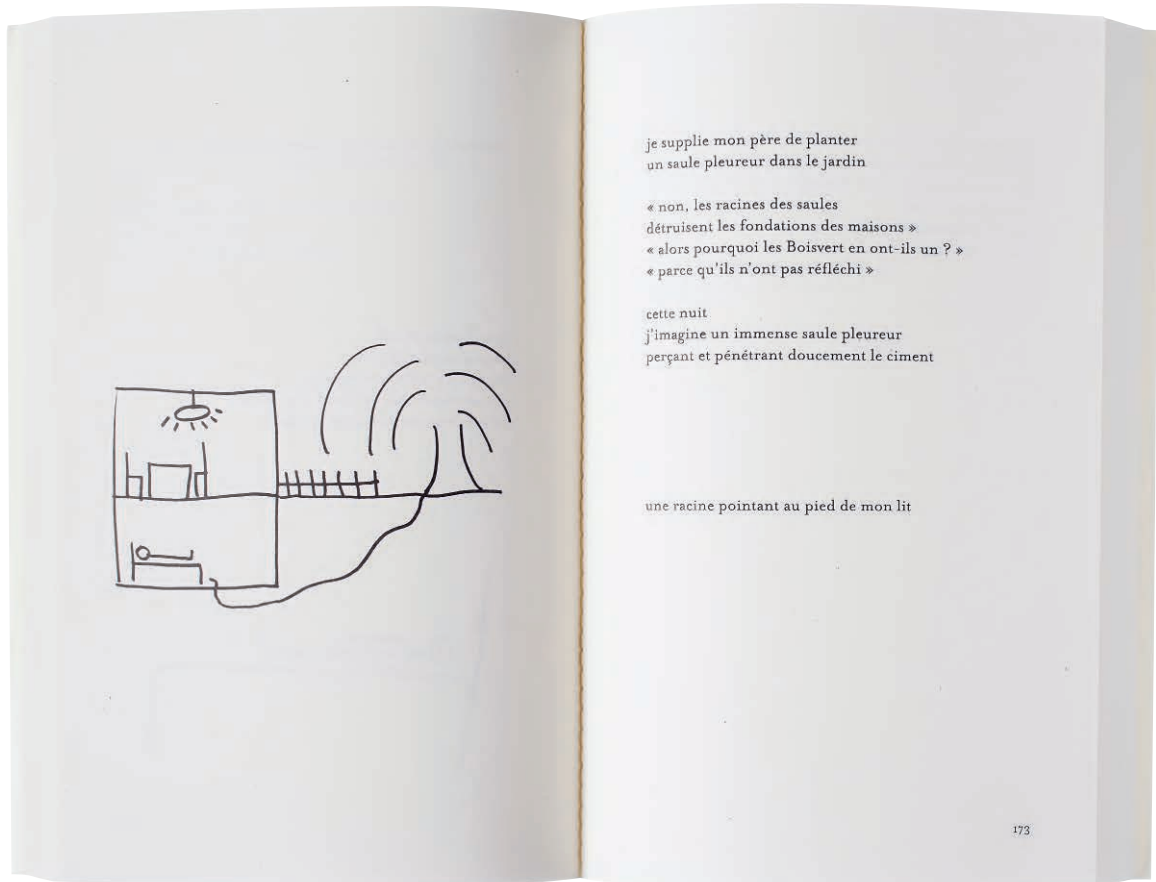 je supplie mon père de planter
un saule pleureur dans le jardin
« non, les racines des saules
détruisent les fondations des maisons »
« alors pourquoi les Boisvert en ont-ils un ? »
« parce qu'ils n'ont pas réfléchi »
cette nuit
j'imagine un immense saule pleureur
perçant et pénétrant doucement le ciment
une racine pointant au pied de mon lit
173